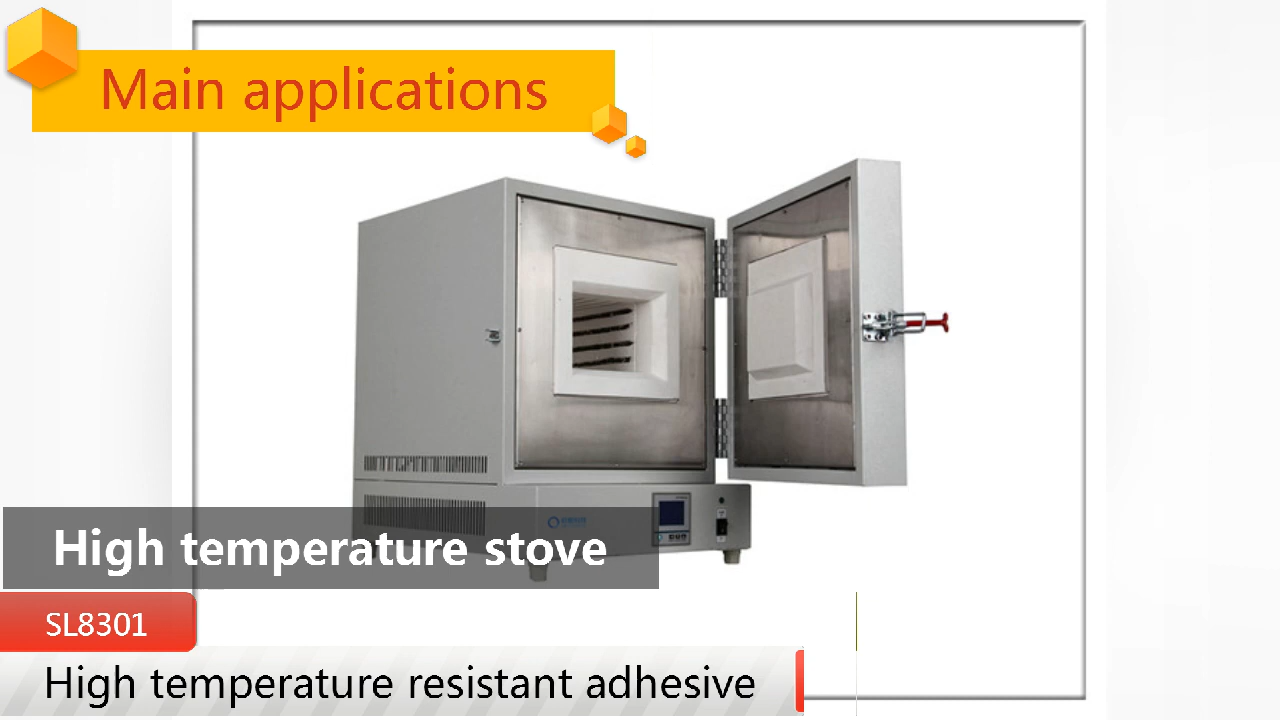 Main applications
High temperature stove
SL8301
High temperature resistant adhesive